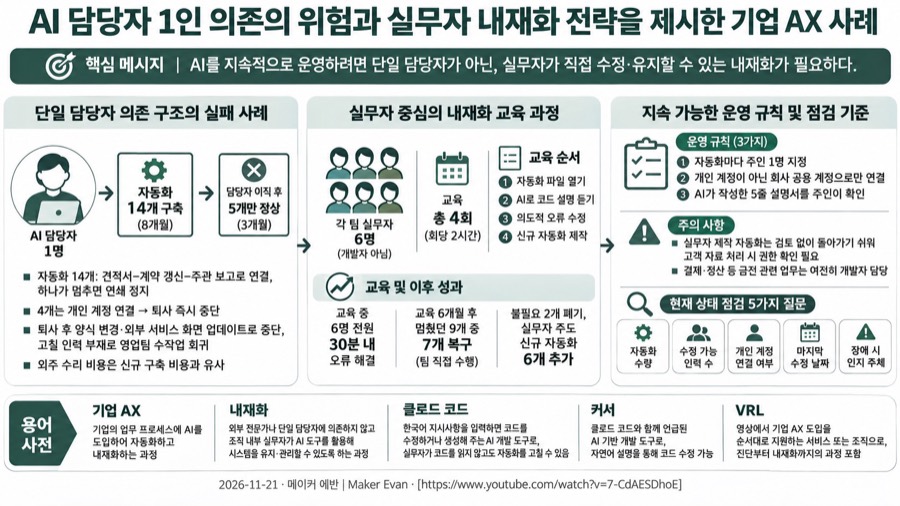 AI 담당자 1인 의존의 위험과 실무자 내재화 전략을 제시한 기업 AX 사례
핵심 메시지 | AI를 지속적으로 운영하려면 단일 담당자가 아닌, 실무자가 직접 수정·유지할 수 있는 내재화가 필요하다.
단일 담당자 의존 구조의 실패 사례
AI 담당자
1명
자동화
14개 구축
(8개월)
담당자 이직 후
5개만 정상
(3개월)
자동화 14개: 견적서–계약 갱신–주관 보고로 연결,
하나가 멈추면 연쇄 정지
4개는 개인 계정 연결 → 퇴사 즉시 중단
퇴사 후 양식 변경·외부 서비스 화면 업데이트로 중단,
고칠 인력 부재로 영업팀 수작업 회귀
외주 수리 비용은 신규 구축 비용과 유사
실무자 중심의 내재화 교육 과정
각 팀 실무자
6명
(개발자 아님)
교육
총 4회
(회당 2시간)
교육 순서
1 자동화 파일 열기
2 AI로 코드 설명 듣기
3 의도적 오류 수정
4 신규 자동화 제작
교육 및 이후 성과
교육 중
6명 전원
30분 내
오류 해결
교육 6개월 후
멈췄던 9개 중
7개 복구
(팀 직접 수행)
불필요 2개 폐기,
실무자 주도
신규 자동화
6개 추가
지속 가능한 운영 규칙 및 점검 기준
운영 규칙 (3가지)
1 자동화마다 주인 1명 지정
2 개인 계정이 아닌 회사 공용 계정으로만 연결
3 AI가 작성한 5줄 설명서를 주인이 확인
주의 사항
실무자 제작 자동화는 검토 없이 돌아가기 쉬워
고객 자료 처리 시 권한 확인 필요
결제·정산 등 금전 관련 업무는 여전히 개발자 담당
현재 상태 점검 5가지 질문
자동화
수량
수정 가능
인력 수
개인 계정
연결 여부
마지막
수정 날짜
장애 시
인지 주체
용어
사전
기업 AX
기업의 업무 프로세스에 AI를
도입하여 자동화하고
내재화하는 과정
내재화
외부 전문가나 단일 담당자에 의존하지 않고
조직 내부 실무자가 AI 도구를 활용해
시스템을 유지·관리할 수 있도록 하는 과정
클로드 코드
한국어 지시사항을 입력하면 코드를
수정하거나 생성해 주는 AI 개발 도구로,
실무자가 코드를 읽지 않고도 자동화를 고칠 수 있음
커서
클로드 코드와 함께 언급된
AI 기반 개발 도구로,
자연어 설명을 통해 코드 수정 가능
VRL
영상에서 기업 AX 도입을
순서대로 지원하는 서비스 또는 조직으로,
진단부터 내재화까지의 과정 포함
2026-11-21 · 메이커 에반 | Maker Evan · [https://www.youtube.com/watch?v=7-CdAESDhoE]